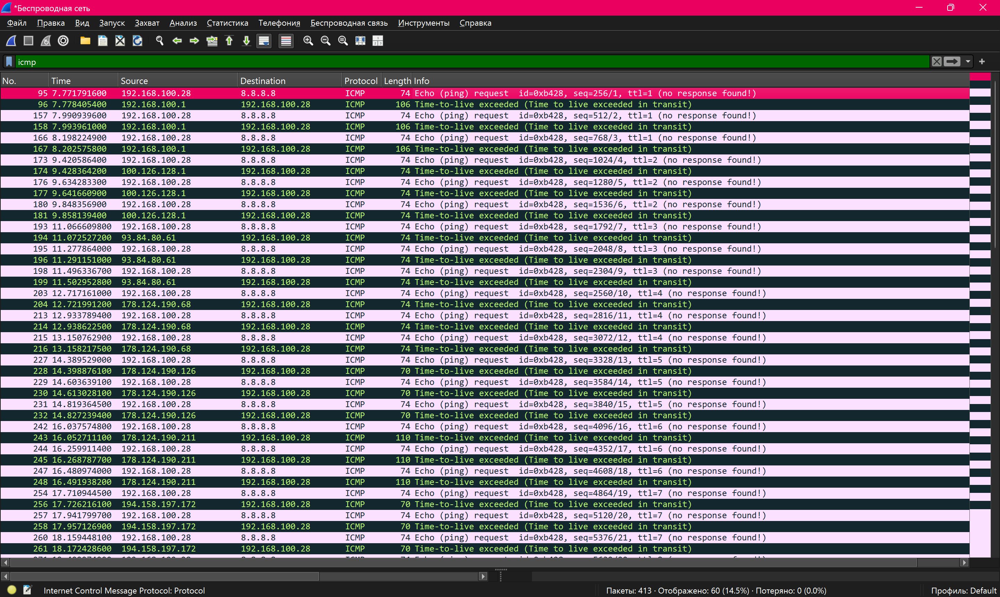 *Беспроводная сеть
Файл Правка Вид Запуск Захват Анализ Статистика Телефония Беспроводная связь Инструменты Справка
icmp
No. Time Source Destination Protocol Length Info
95 7.771791600 192.168.100.28 8.8.8.8 ICMP 74 Echo (ping) request id=0xb428, seq=256/1, ttl=1 (no response found!)
96 7.778405400 192.168.100.1 192.168.100.28 ICMP 106 Time-to-live exceeded (Time to live exceeded in transit)
157 7.990939600 192.168.100.28 8.8.8.8 ICMP 74 Echo (ping) request id=0xb428, seq=512/2, ttl=1 (no response found!)
158 7.993961000 192.168.100.1 192.168.100.28 ICMP 106 Time-to-live exceeded (Time to live exceeded in transit)
166 8.198224900 192.168.100.28 8.8.8.8 ICMP 74 Echo (ping) request id=0xb428, seq=768/3, ttl=1 (no response found!)
167 8.202575800 192.168.100.1 192.168.100.28 ICMP 106 Time-to-live exceeded (Time to live exceeded in transit)
173 9.420586400 192.168.100.28 8.8.8.8 ICMP 74 Echo (ping) request id=0xb428, seq=1024/4, ttl=2 (no response found!)
174 9.428364200 100.126.128.1 192.168.100.28 ICMP 74 Time-to-live exceeded (Time to live exceeded in transit)
176 9.634283300 192.168.100.28 8.8.8.8 ICMP 74 Echo (ping) request id=0xb428, seq=1280/5, ttl=2 (no response found!)
177 9.641660900 100.126.128.1 192.168.100.28 ICMP 74 Time-to-live exceeded (Time to live exceeded in transit)
180 9.848356900 192.168.100.28 8.8.8.8 ICMP 74 Echo (ping) request id=0xb428, seq=1536/6, ttl=2 (no response found!)
181 9.858139400 100.126.128.1 192.168.100.28 ICMP 74 Time-to-live exceeded (Time to live exceeded in transit)
193 11.066609800 192.168.100.28 8.8.8.8 ICMP 74 Echo (ping) request id=0xb428, seq=1792/7, ttl=3 (no response found!)
194 11.072527200 93.84.80.61 192.168.100.28 ICMP 74 Time-to-live exceeded (Time to live exceeded in transit)
195 11.277864000 192.168.100.28 8.8.8.8 ICMP 74 Echo (ping) request id=0xb428, seq=2048/8, ttl=3 (no response found!)
196 11.291151000 93.84.80.61 192.168.100.28 ICMP 74 Time-to-live exceeded (Time to live exceeded in transit)
198 11.496336700 192.168.100.28 8.8.8.8 ICMP 74 Echo (ping) request id=0xb428, seq=2304/9, ttl=3 (no response found!)
199 11.502952800 93.84.80.61 192.168.100.28 ICMP 74 Time-to-live exceeded (Time to live exceeded in transit)
203 12.717161000 192.168.100.28 8.8.8.8 ICMP 74 Echo (ping) request id=0xb428, seq=2560/10, ttl=4 (no response found!)
204 12.721991200 178.124.190.68 192.168.100.28 ICMP 74 Time-to-live exceeded (Time to live exceeded in transit)
213 12.933789400 192.168.100.28 8.8.8.8 ICMP 74 Echo (ping) request id=0xb428, seq=2816/11, ttl=4 (no response found!)
214 12.938622500 178.124.190.68 192.168.100.28 ICMP 74 Time-to-live exceeded (Time to live exceeded in transit)
215 13.150762900 192.168.100.28 8.8.8.8 ICMP 74 Echo (ping) request id=0xb428, seq=3072/12, ttl=4 (no response found!)
216 13.158217500 178.124.190.68 192.168.100.28 ICMP 74 Time-to-live exceeded (Time to live exceeded in transit)
227 14.389529000 192.168.100.28 8.8.8.8 ICMP 74 Echo (ping) request id=0xb428, seq=3328/13, ttl=5 (no response found!)
228 14.398876100 178.124.190.126 192.168.100.28 ICMP 70 Time-to-live exceeded (Time to live exceeded in transit)
229 14.603639100 192.168.100.28 8.8.8.8 ICMP 74 Echo (ping) request id=0xb428, seq=3584/14, ttl=5 (no response found!)
230 14.613028100 178.124.190.126 192.168.100.28 ICMP 70 Time-to-live exceeded (Time to live exceeded in transit)
231 14.819364500 192.168.100.28 8.8.8.8 ICMP 74 Echo (ping) request id=0xb428, seq=3840/15, ttl=5 (no response found!)
232 14.827239400 178.124.190.126 192.168.100.28 ICMP 70 Time-to-live exceeded (Time to live exceeded in transit)
242 16.037574800 192.168.100.28 8.8.8.8 ICMP 74 Echo (ping) request id=0xb428, seq=4096/16, ttl=6 (no response found!)
243 16.052711100 178.124.190.211 192.168.100.28 ICMP 110 Time-to-live exceeded (Time to live exceeded in transit)
244 16.259911400 192.168.100.28 8.8.8.8 ICMP 74 Echo (ping) request id=0xb428, seq=4352/17, ttl=6 (no response found!)
245 16.268787700 178.124.190.211 192.168.100.28 ICMP 110 Time-to-live exceeded (Time to live exceeded in transit)
247 16.480974000 192.168.100.28 8.8.8.8 ICMP 74 Echo (ping) request id=0xb428, seq=4608/18, ttl=6 (no response found!)
248 16.491938200 178.124.190.211 192.168.100.28 ICMP 110 Time-to-live exceeded (Time to live exceeded in transit)
254 17.710944500 192.168.100.28 8.8.8.8 ICMP 74 Echo (ping) request id=0xb428, seq=4864/19, ttl=7 (no response found!)
256 17.726216100 194.158.197.172 192.168.100.28 ICMP 70 Time-to-live exceeded (Time to live exceeded in transit)
257 17.941799700 192.168.100.28 8.8.8.8 ICMP 74 Echo (ping) request id=0xb428, seq=5120/20, ttl=7 (no response found!)
258 17.957126900 194.158.197.172 192.168.100.28 ICMP 70 Time-to-live exceeded (Time to live exceeded in transit)
260 18.159448100 192.168.100.28 8.8.8.8 ICMP 74 Echo (ping) request id=0xb428, seq=5376/21, ttl=7 (no response found!)
261 18.172428600 194.158.197.172 192.168.100.28 ICMP 70 Time-to-live exceeded (Time to live exceeded in transit)
Internet Control Message Protocol: Protocol Пакеты: 413 · Отображено: 60 (14.5%) · Потеряно: 0 (0.0%) Профиль: Default